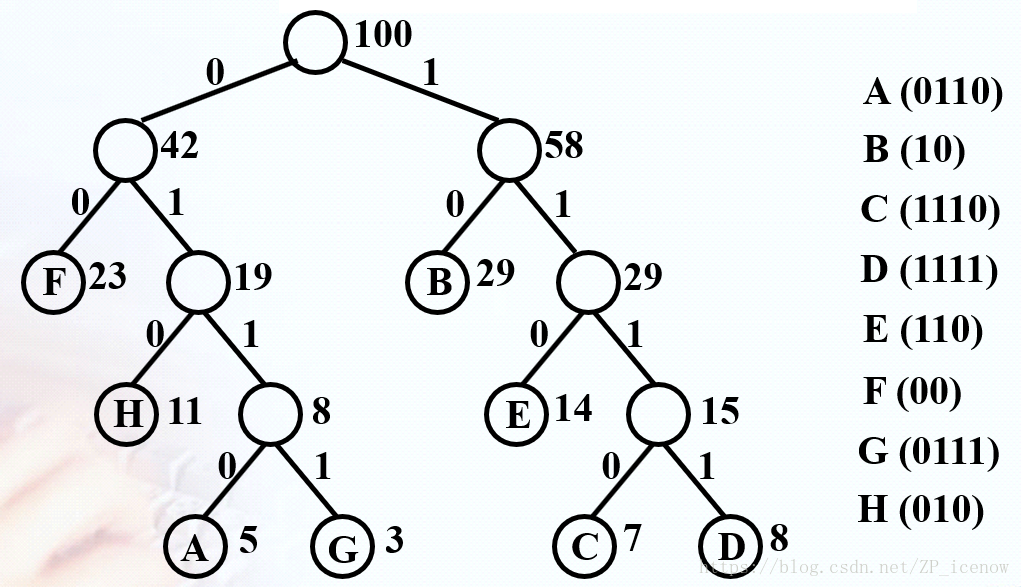 100
0 1
42 58
0 1 0 1
F 23 19 B 29 29
0 1 0 1
H 11 8 E 14 15
0 1 0 1
A 5 G 3 C 7 D 8
A (0110)
B (10)
C (1110)
D (1111)
E (110)
F (00)
G (0111)
H (010)
https://blog.csdn.net/ZP_icenow